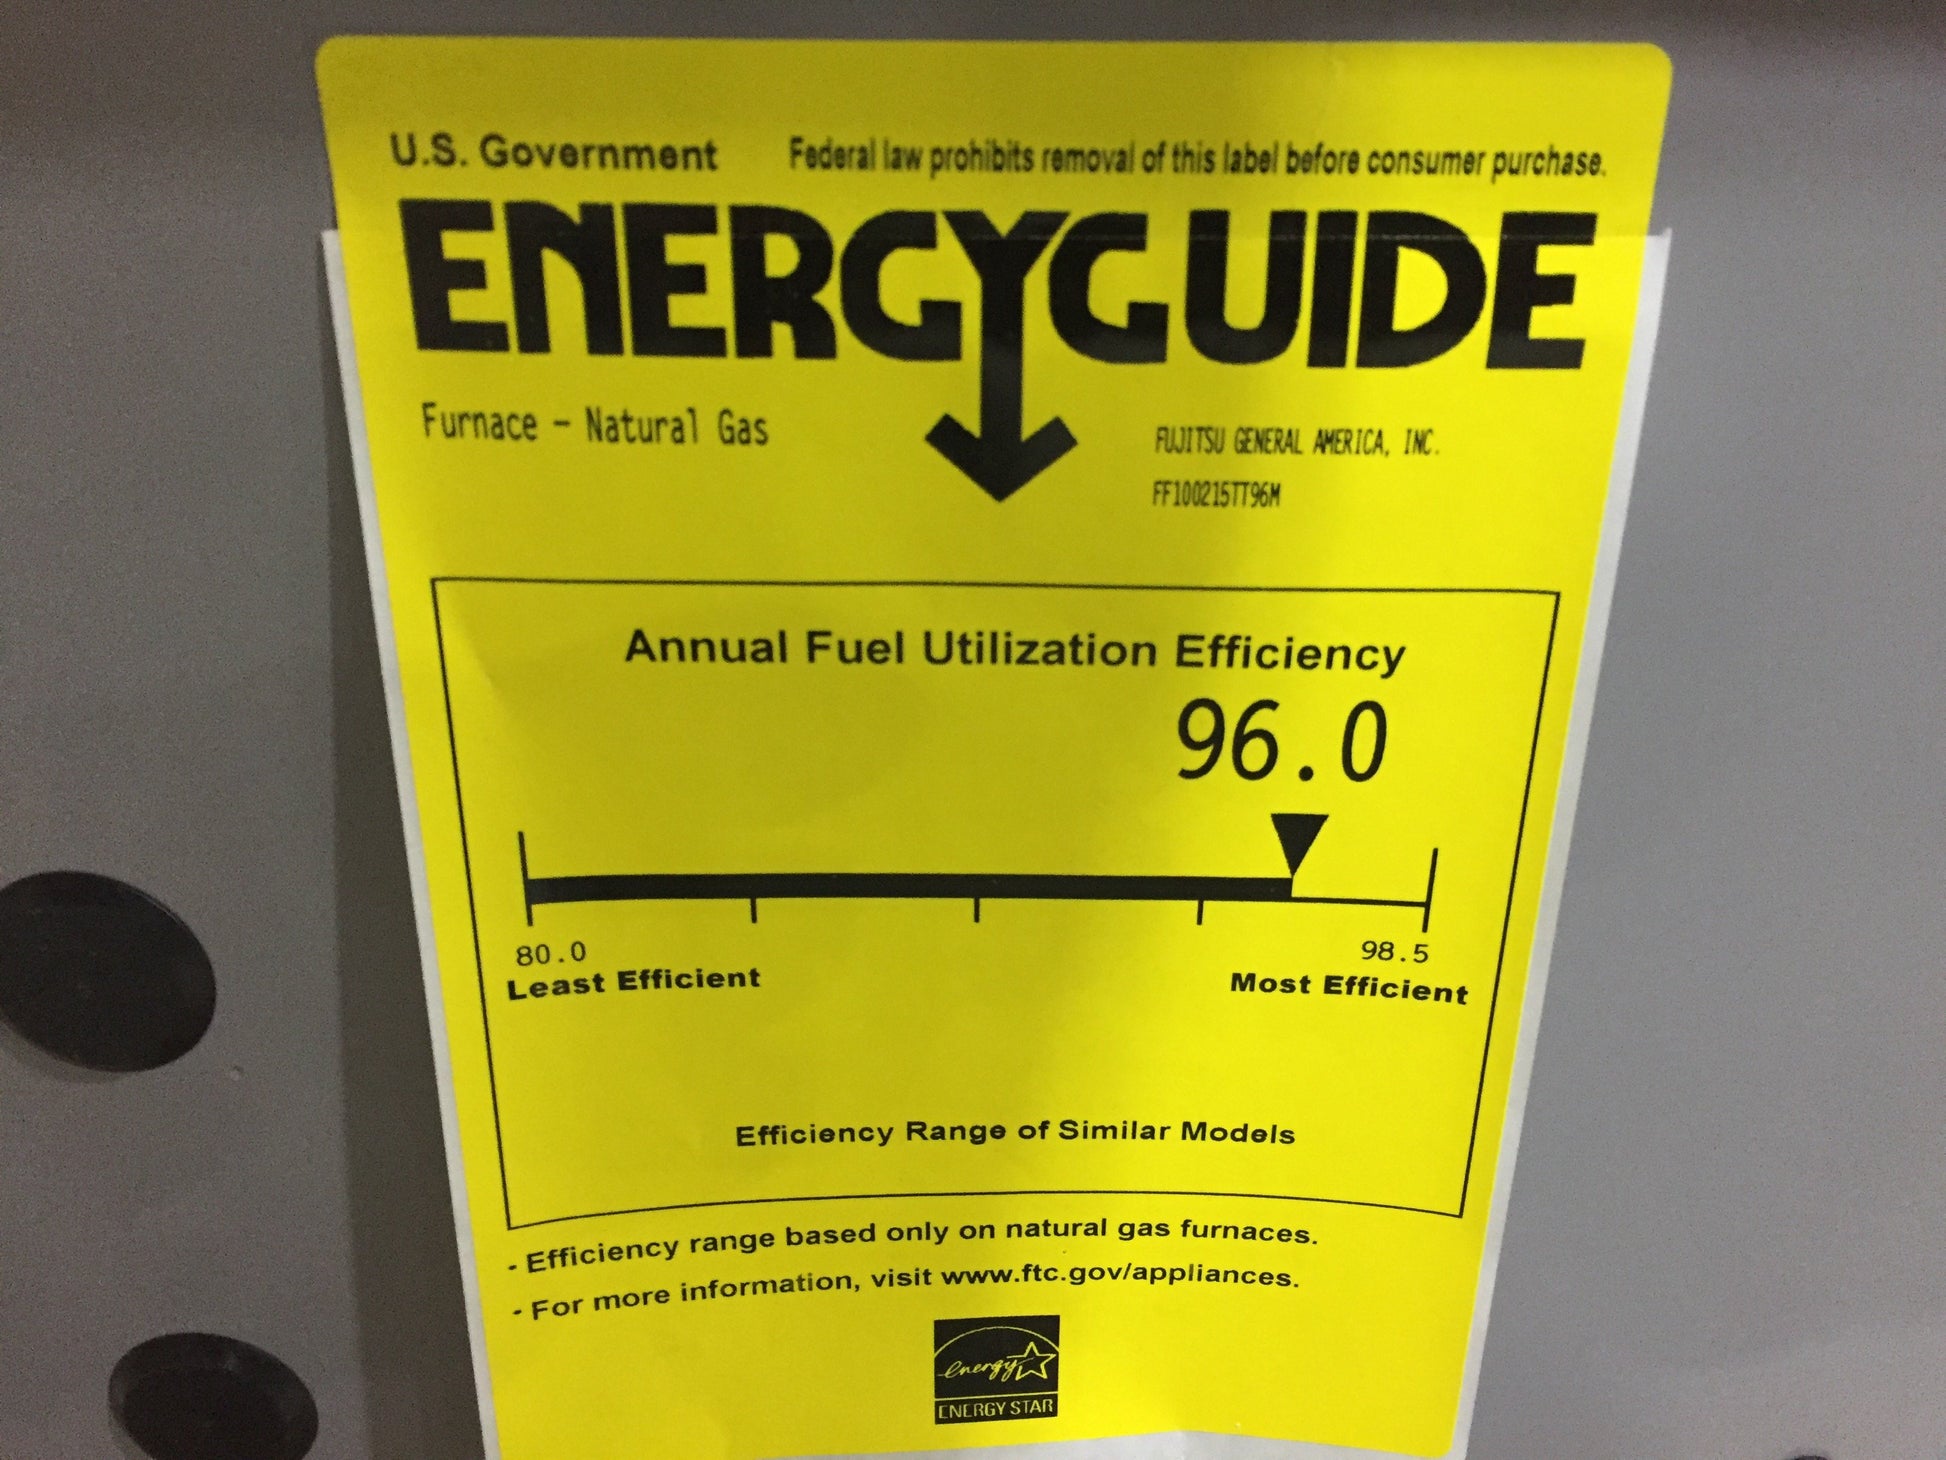 U.S. Government Federal law prohibits removal of this label before consumer purchase.
ENERGYGUIDE
Furnace - Natural Gas
FUJITSU GENERAL AMERICA, INC.
FF100215TT96M
Annual Fuel Utilization Efficiency
96.0
80.0 98.5
Least Efficient Most Efficient
Efficiency Range of Similar Models
- Efficiency range based only on natural gas furnaces.
- For more information, visit www.ftc.gov/appliances.
energy
ENERGY STAR